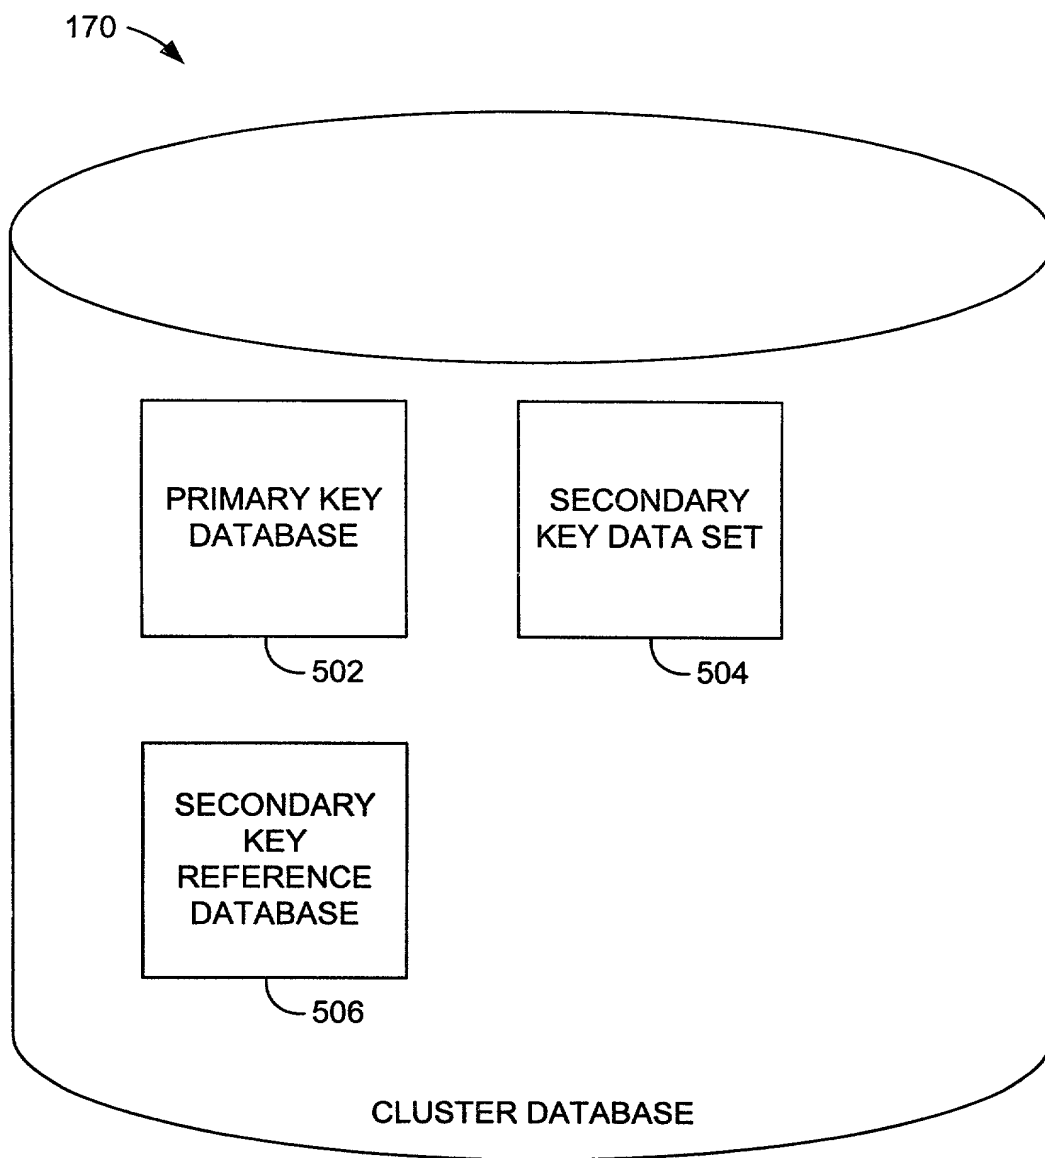 170
PRIMARY KEY
DATABASE
502
SECONDARY
KEY DATA SET
504
SECONDARY
KEY
REFERENCE
DATABASE
506
CLUSTER DATABASE